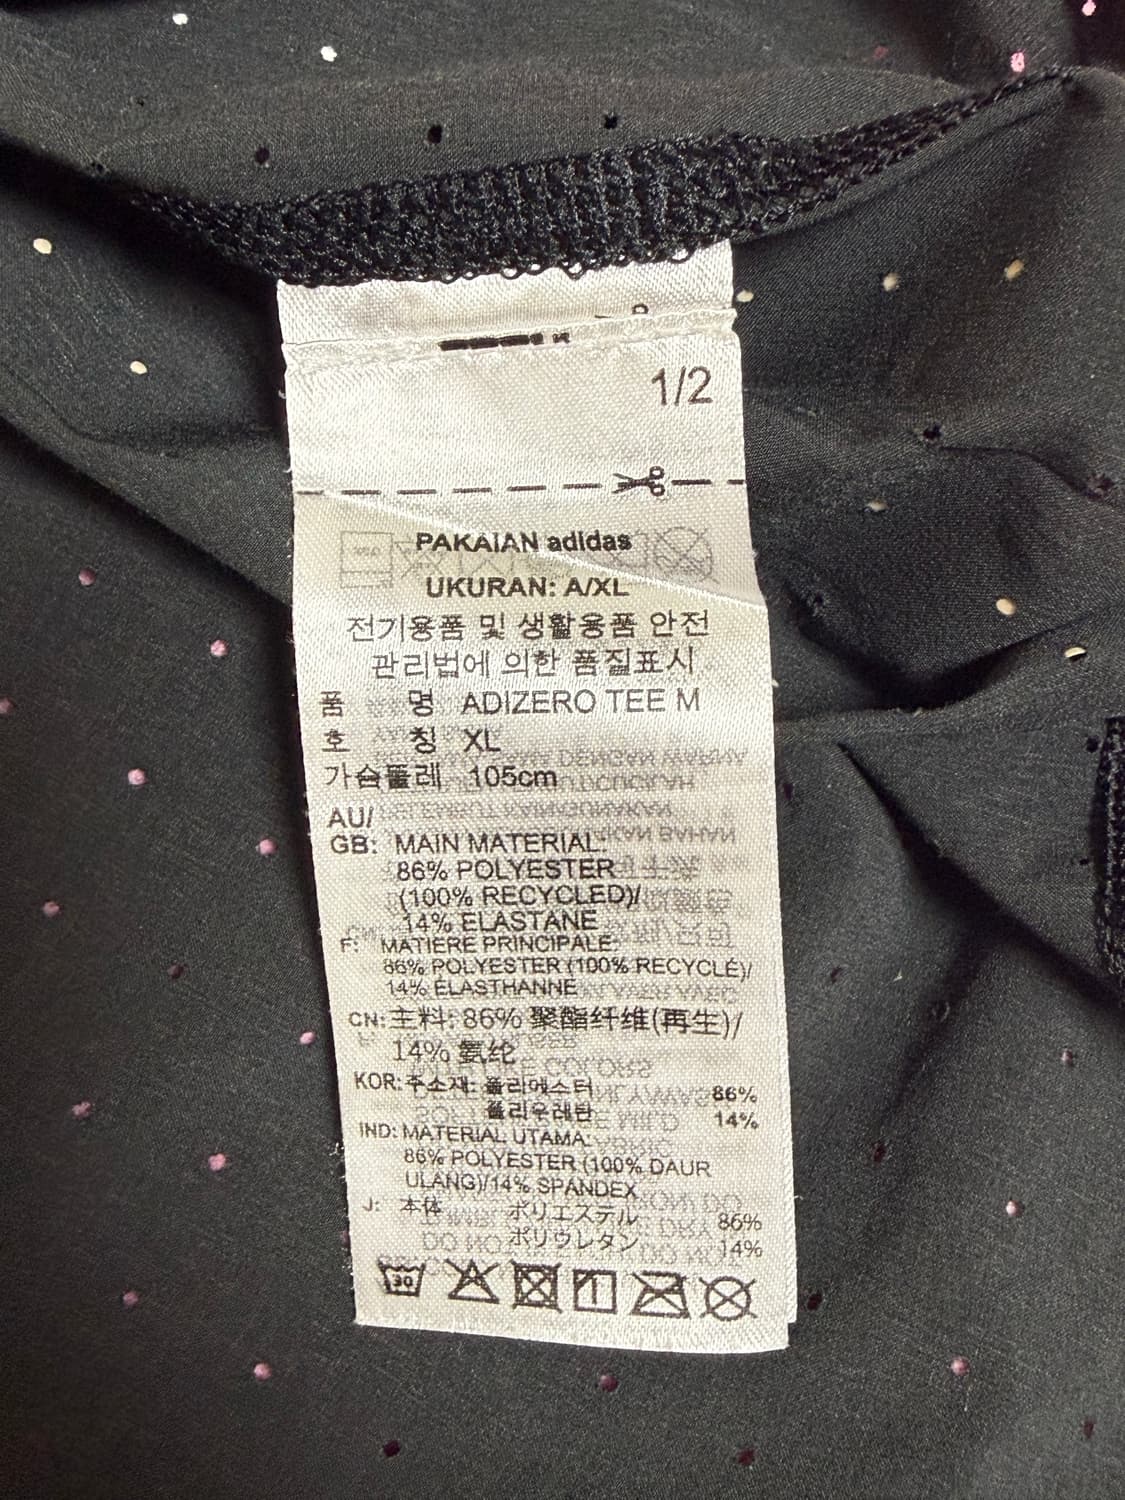 1/2
PAKAIAN adidas
UKURAN: A/XL
전기용품 및 생활용품 안전
관리법에 의한 품질표시
품 명 ADIZERO TEE M
호 칭 XL
가슴둘레 105cm
AU/
GB: MAIN MATERIAL:
86% POLYESTER
(100% RECYCLED)/
14% ELASTANE
F: MATIERE PRINCIPALE:
86% POLYESTER (100% RECYCLÉ)/
14% ÉLASTHANNE
CN: 主料: 86% 聚酯纤维(再生)/
14% 氨纶
KOR: 주소재: 폴리에스터 86%
폴리우레탄 14%
IND: MATERIAL UTAMA:
86% POLYESTER (100% DAUR
ULANG)/14% SPANDEX
J: 本体 ポリエステル 86%
ポリウレタン 14%
30